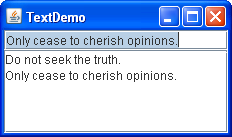 TextDemo
Only cease to cherish opinions.
Do not seek the truth.
Only cease to cherish opinions.